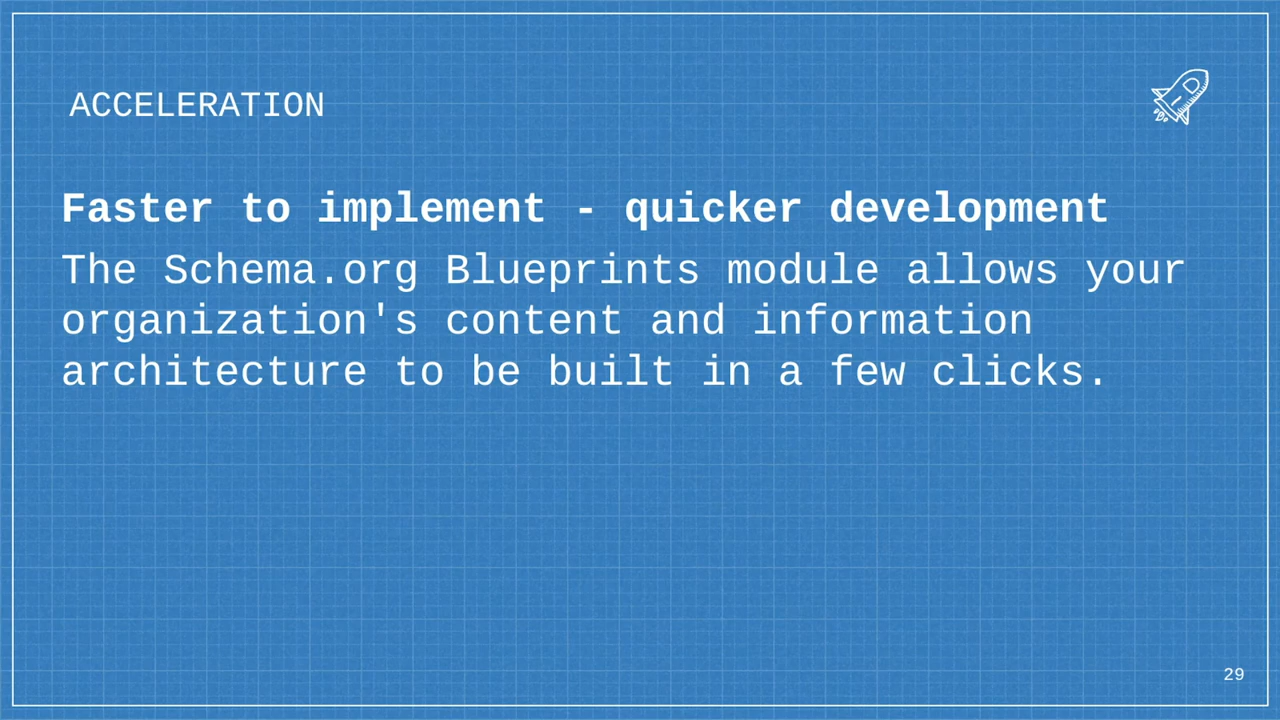 ACCELERATION
Faster to implement - quicker development
The Schema.org Blueprints module allows your
organization's content and information
architecture to be built in a few clicks.
29